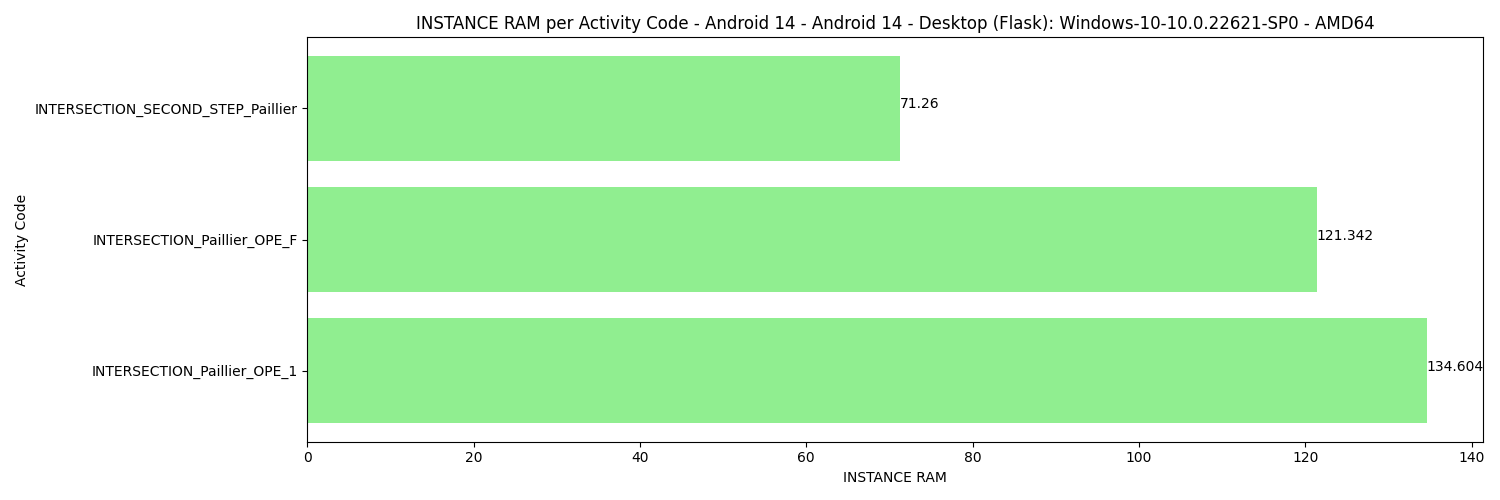 INSTANCE RAM per Activity Code - Android 14 - Android 14 - Desktop (Flask): Windows-10-10.0.22621-SP0 - AMD64
INTERSECTION_SECOND_STEP_Paillier
71.26
INTERSECTION_Paillier_OPE_F
121.342
INTERSECTION_Paillier_OPE_1
134.604
Activity Code
0 20 40 60 80 100 120 140
INSTANCE RAM